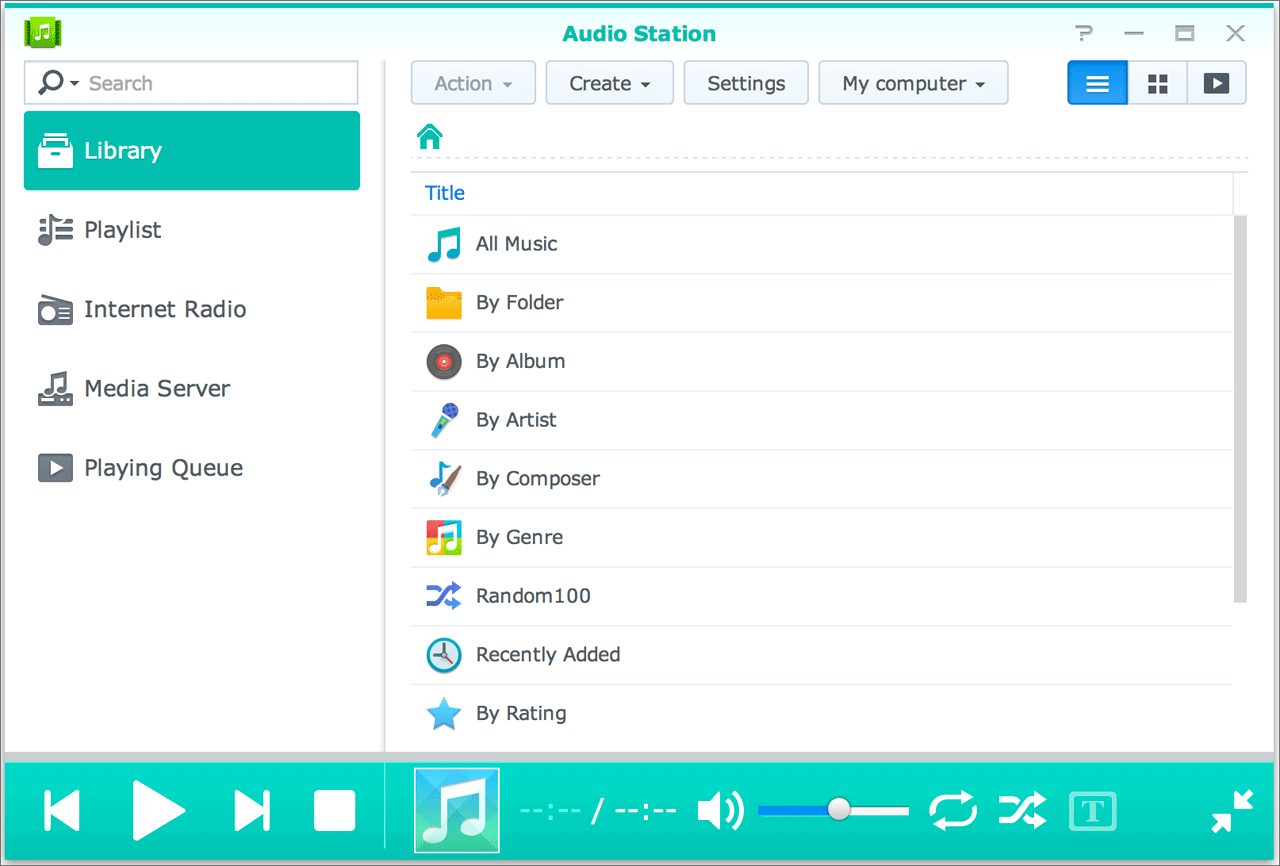 Audio Station
Search
Action
Create
Settings
My computer
Library
Playlist
Internet Radio
Media Server
Playing Queue
Title
All Music
By Folder
By Album
By Artist
By Composer
By Genre
Random100
Recently Added
By Rating
--:-- / --:--
T